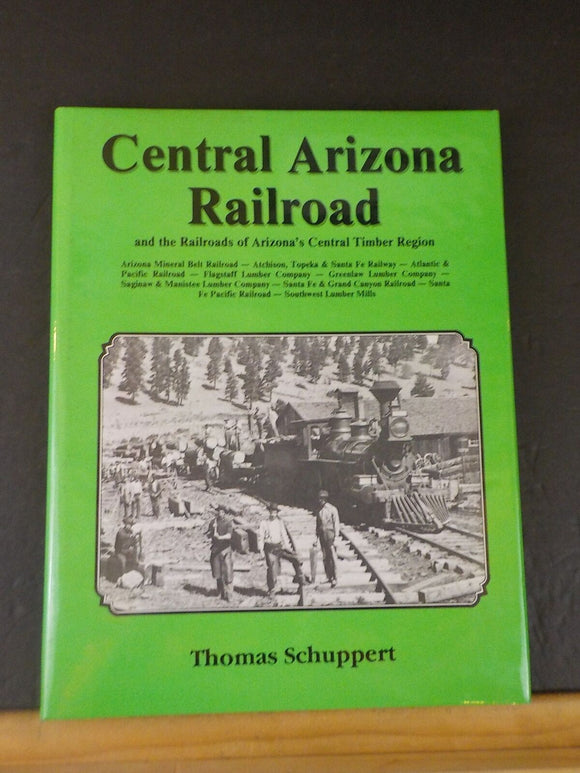 Central Arizona
Railroad
and the Railroads of Arizona's Central Timber Region
Arizona Mineral Belt Railroad — Atchison, Topeka & Santa Fe Railway — Atlantic &
Pacific Railroad — Flagstaff Lumber Company — Greenlaw Lumber Company —
Saginaw & Manistee Lumber Company — Santa Fe & Grand Canyon Railroad — Santa
Fe Pacific Railroad — Southwest Lumber Mills
Thomas Schuppert